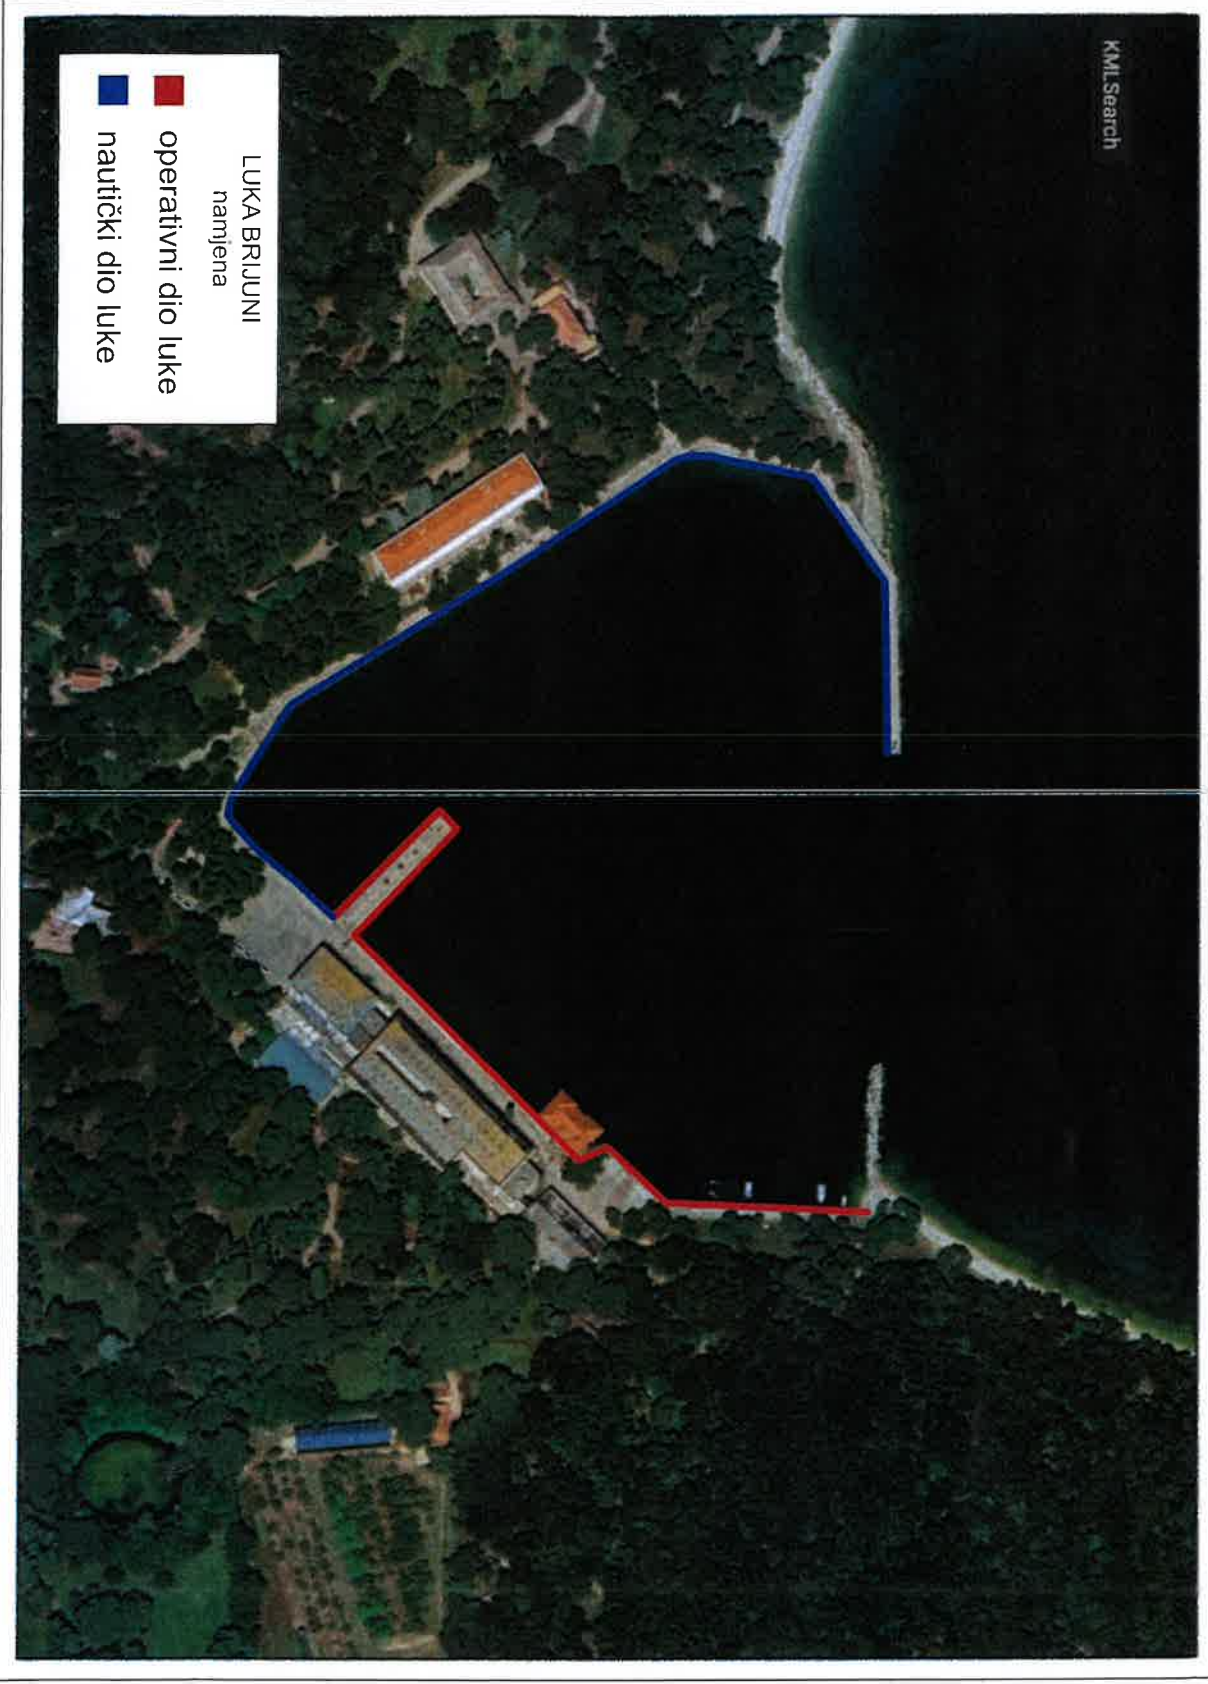 KMLSearch
LUKA BRIJUNI
namjena
operativni dio luke
nautički dio luke